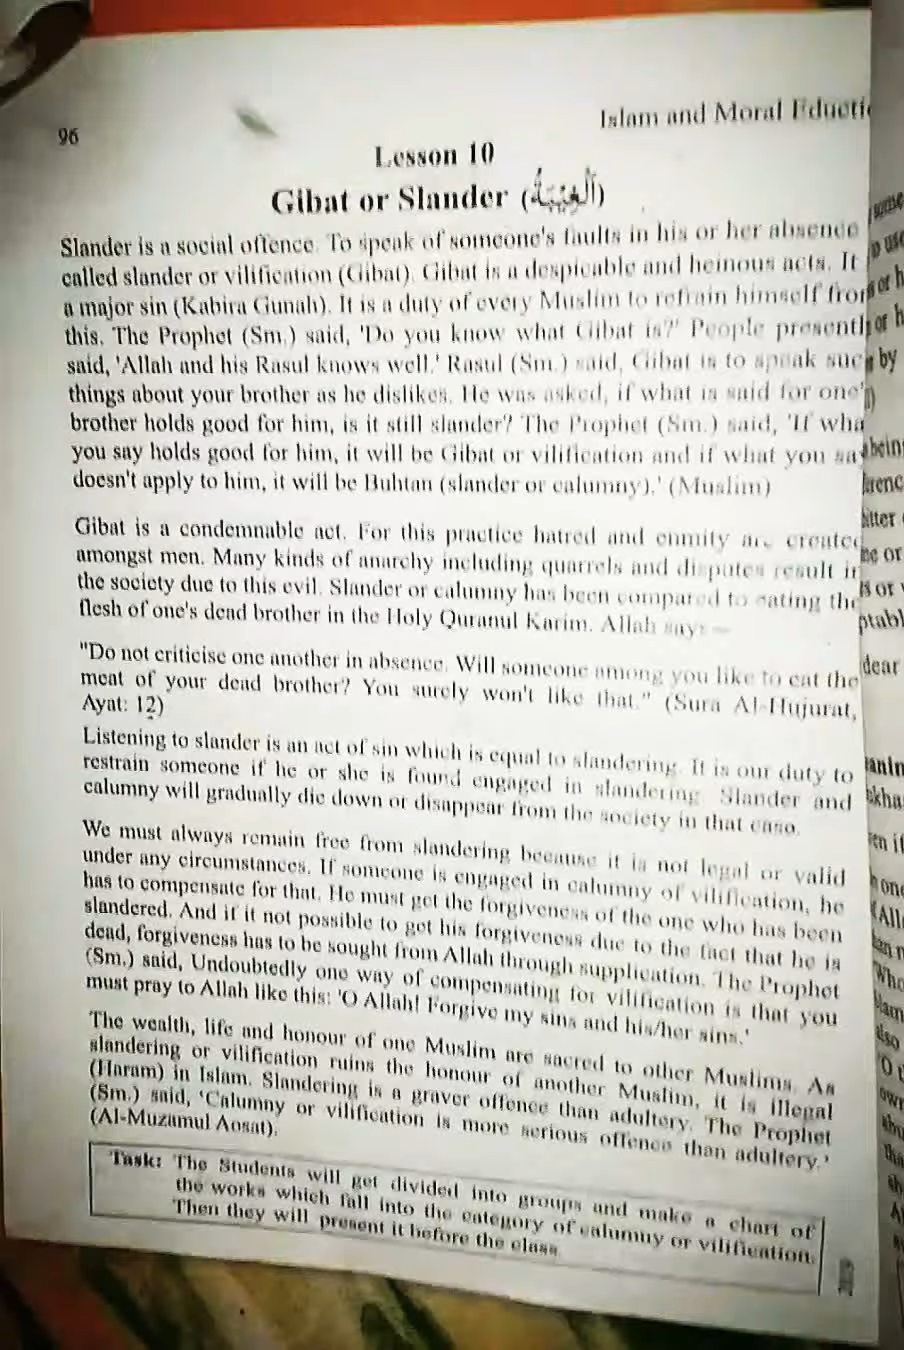 96
Islam and Moral Educti
Lesson 10
Gibat or Slander (اَلْغِيْبَةُ)
Slander is a social offence. To speak of someone's faults in his or her absence
called slander or vilification (Gibat). Gibat is a despicable and heinous acts. It
a major sin (Kabira Gunah). It is a duty of every Muslim to refrain himself from
this. The Prophet (Sm.) said, 'Do you know what Gibat is?' People present
said, 'Allah and his Rasul knows well.' Rasul (Sm.) said, Gibat is to speak suc
things about your brother as he dislikes. He was asked, if what is said for one's
brother holds good for him, is it still slander? The Prophet (Sm.) said, 'If wha
you say holds good for him, it will be Gibat or vilification and if what you sa
doesn't apply to him, it will be Buhtan (slander or calumny).' (Muslim)
Gibat is a condemnable act. For this practice hatred and enmity are created
amongst men. Many kinds of anarchy including quarrels and disputes result in
the society due to this evil. Slander or calumny has been compared to eating the
flesh of one's dead brother in the Holy Quranul Karim. Allah says –
"Do not criticise one another in absence. Will someone among you like to eat the
meat of your dead brother? You surely won't like that." (Sura Al-Hujurat,
Ayat: 12)
Listening to slander is an act of sin which is equal to slandering. It is our duty to
restrain someone if he or she is found engaged in slandering. Slander and
calumny will gradually die down or disappear from the society in that case.
We must always remain free from slandering because it is not legal or valid
under any circumstances. If someone is engaged in calumny of vilification, he
has to compensate for that. He must get the forgiveness of the one who has been
slandered. And if it not possible to get his forgiveness due to the fact that he is
dead, forgiveness has to be sought from Allah through supplication. The Prophet
(Sm.) said, Undoubtedly one way of compensating for vilification is that you
must pray to Allah like this: 'O Allah! Forgive my sins and his/her sins.'
The wealth, life and honour of one Muslim are sacred to other Muslims. As
slandering or vilification ruins the honour of another Muslim, it is illegal
(Haram) in Islam. Slandering is a graver offence than adultery. The Prophet
(Sm.) said, 'Calumny or vilification is more serious offence than adultery.'
(Al-Muzamul Aosat).
Task: The Students will get divided into groups and make a chart of
the works which fall into the category of calumny or vilification.
Then they will present it before the class.